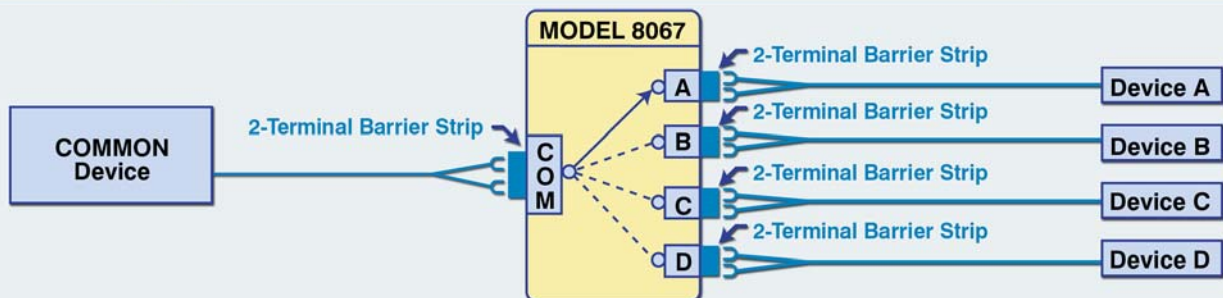 MODEL 8067
2-Terminal Barrier Strip
A
Device A
2-Terminal Barrier Strip
B
Device B
2-Terminal Barrier Strip
C
Device C
2-Terminal Barrier Strip
D
Device D
2-Terminal Barrier Strip
COM
COMMON
Device